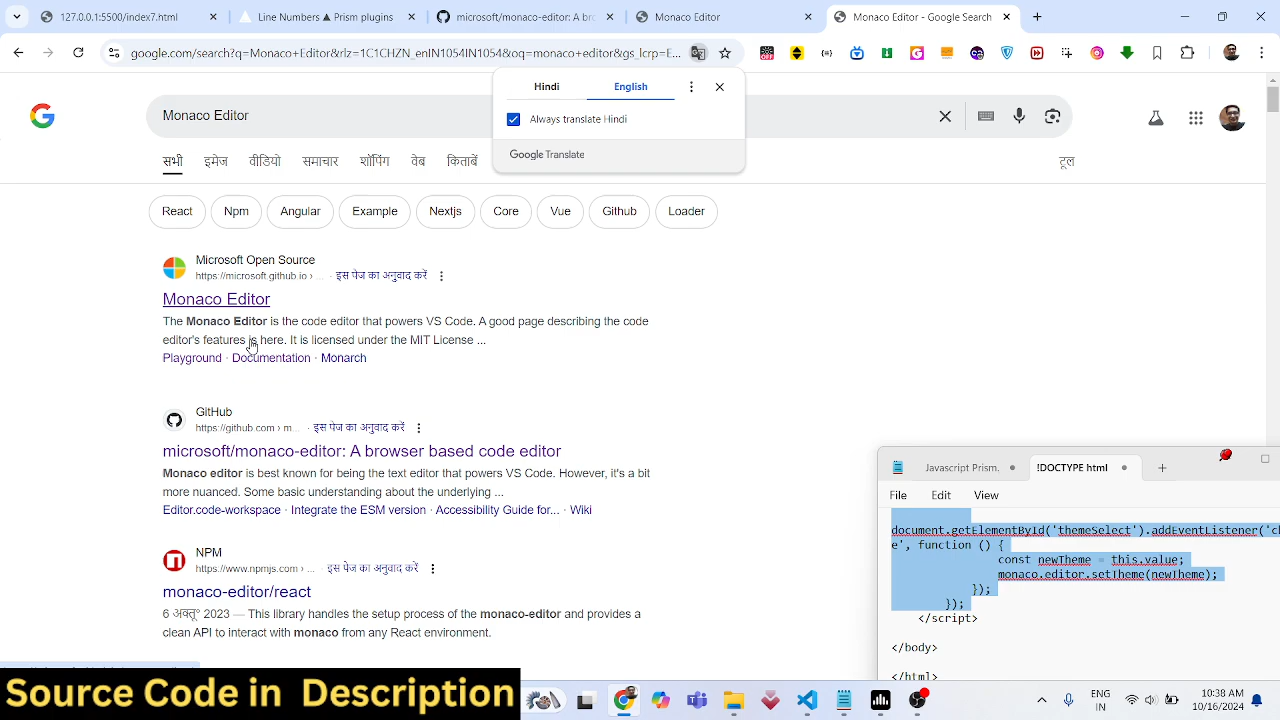 127.0.0.1:5500/index7.html
Line Numbers ▲ Prism plugins
microsoft/monaco-editor: A bro
Monaco Editor
Monaco Editor - Google Search
google.com/search?q=Monaco+Editor&rlz=1C1CHZN_enIN1054IN1054&oq=monaco+editor&gs_lcrp=E...
Hindi
English
Always translate Hindi
Google Translate
Monaco Editor
सभी
इमेज
वीडियो
समाचार
शॉपिंग
वेब
किताबें
टूल
React
Npm
Angular
Example
Nextjs
Core
Vue
Github
Loader
Microsoft Open Source
https://microsoft.github.io › ... · इस पेज का अनुवाद करें
Monaco Editor
The Monaco Editor is the code editor that powers VS Code. A good page describing the code
editor's features is here. It is licensed under the MIT License ...
Playground · Documentation · Monarch
GitHub
https://github.com › m... · इस पेज का अनुवाद करें
microsoft/monaco-editor: A browser based code editor
Monaco editor is best known for being the text editor that powers VS Code. However, it's a bit
more nuanced. Some basic understanding about the underlying ...
Editor.code-workspace · Integrate the ESM version · Accessibility Guide for... · Wiki
NPM
https://www.npmjs.com › ... · इस पेज का अनुवाद करें
monaco-editor/react
6 अक्तू॰ 2023 — This library handles the setup process of the monaco-editor and provides a
clean API to interact with monaco from any React environment.
Javascript Prism.
!DOCTYPE html
File Edit View
document.getElementById('themeSelect').addEventListener('c
e', function () {
const newTheme = this.value;
monaco.editor.setTheme(newTheme);
});
});
</script>
</body>
</html>
Source Code in Description
ENG
IN
10:38 AM
10/16/2024